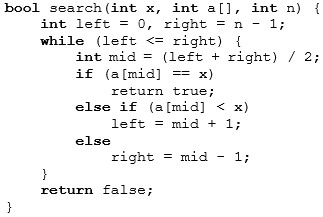 bool search(int x, int a[], int n) {
    int left = 0, right = n - 1;
    while (left <= right) {
        int mid = (left + right) / 2;
        if (a[mid] == x)
            return true;
        else if (a[mid] < x)
            left = mid + 1;
        else
            right = mid - 1;
    }
    return false;
}